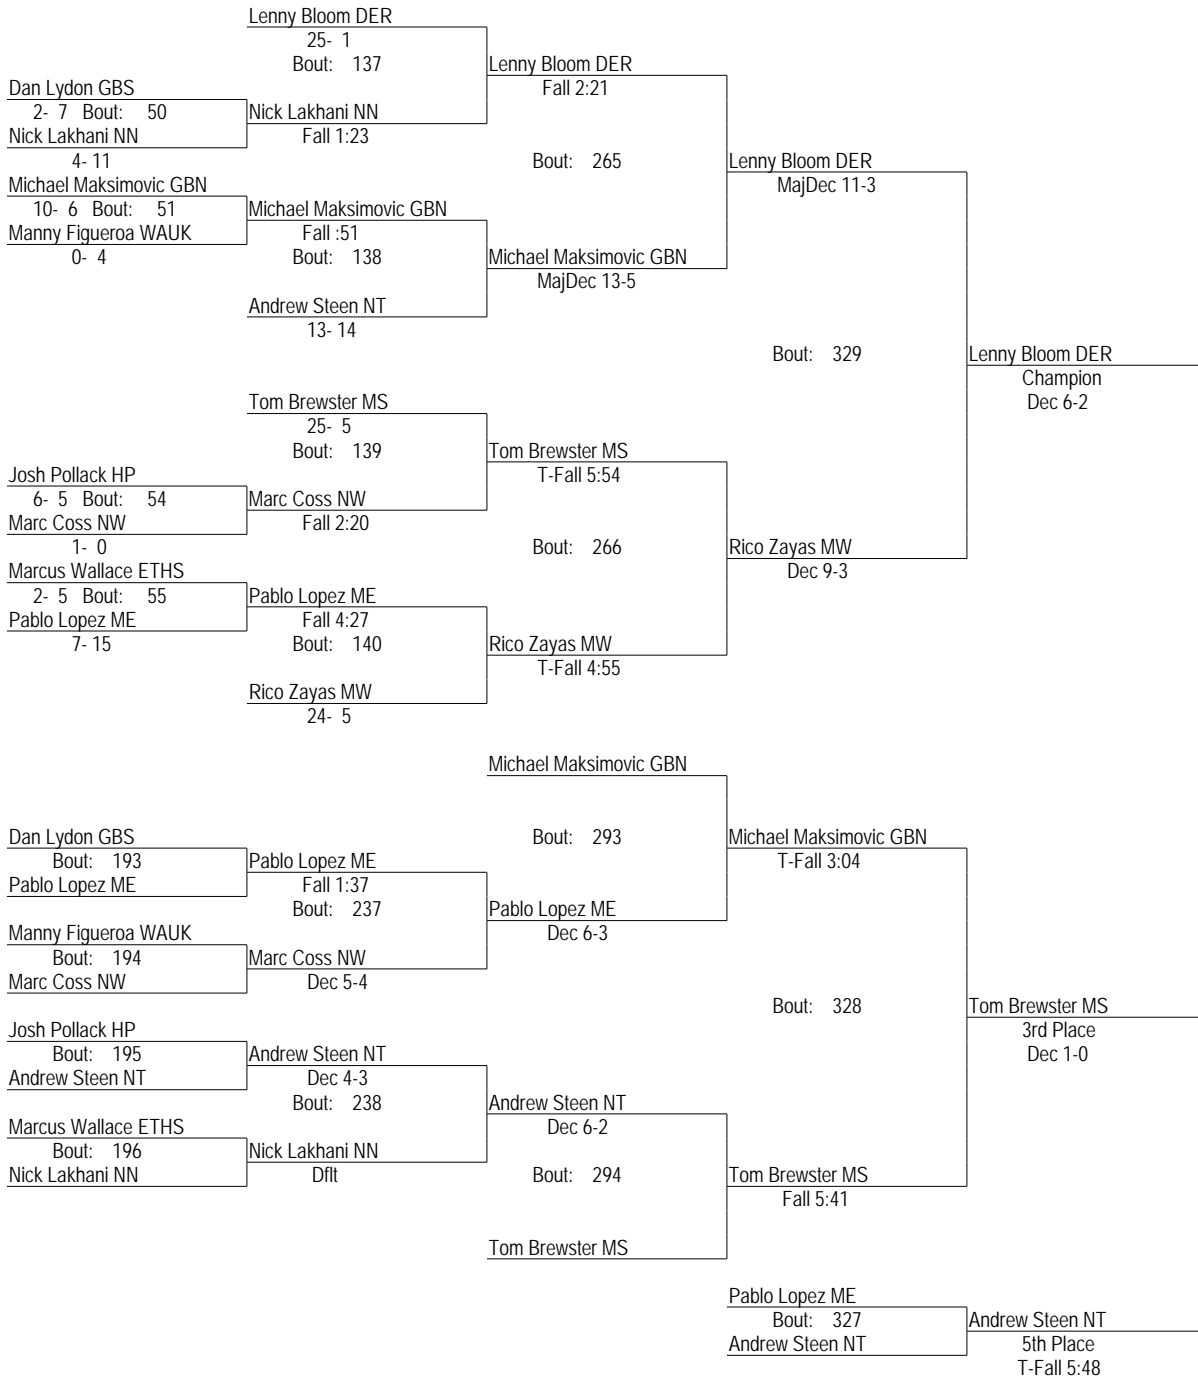 Lenny Bloom DER
25- 1
Bout: 137 Lenny Bloom DER
Dan Lydon GBS Fall 2:21
2- 7 Bout: 50 Nick Lakhani NN
Nick Lakhani NN Fall 1:23
4- 11 Bout: 265 Lenny Bloom DER
Michael Maksimovic GBN MajDec 11-3
10- 6 Bout: 51 Michael Maksimovic GBN
Manny Figueroa WAUK Fall :51
0- 4 Bout: 138 Michael Maksimovic GBN
MajDec 13-5
Andrew Steen NT
13- 14
Bout: 329 Lenny Bloom DER
Champion
Tom Brewster MS Dec 6-2
25- 5
Bout: 139 Tom Brewster MS
Josh Pollack HP T-Fall 5:54
6- 5 Bout: 54 Marc Coss NW
Marc Coss NW Fall 2:20
1- 0 Bout: 266 Rico Zayas MW
Marcus Wallace ETHS Dec 9-3
2- 5 Bout: 55 Pablo Lopez ME
Pablo Lopez ME Fall 4:27
7- 15 Bout: 140 Rico Zayas MW
T-Fall 4:55
Rico Zayas MW
24- 5
Michael Maksimovic GBN
Dan Lydon GBS Bout: 293 Michael Maksimovic GBN
Bout: 193 Pablo Lopez ME T-Fall 3:04
Pablo Lopez ME Fall 1:37
Bout: 237 Pablo Lopez ME
Manny Figueroa WAUK Dec 6-3
Bout: 194 Marc Coss NW
Marc Coss NW Dec 5-4
Bout: 328 Tom Brewster MS
Josh Pollack HP 3rd Place
Bout: 195 Andrew Steen NT Dec 1-0
Andrew Steen NT Dec 4-3
Bout: 238 Andrew Steen NT
Marcus Wallace ETHS Dec 6-2
Bout: 196 Nick Lakhani NN
Nick Lakhani NN Dflt Bout: 294 Tom Brewster MS
Fall 5:41
Tom Brewster MS
Pablo Lopez ME
Bout: 327 Andrew Steen NT
Andrew Steen NT 5th Place
T-Fall 5:48